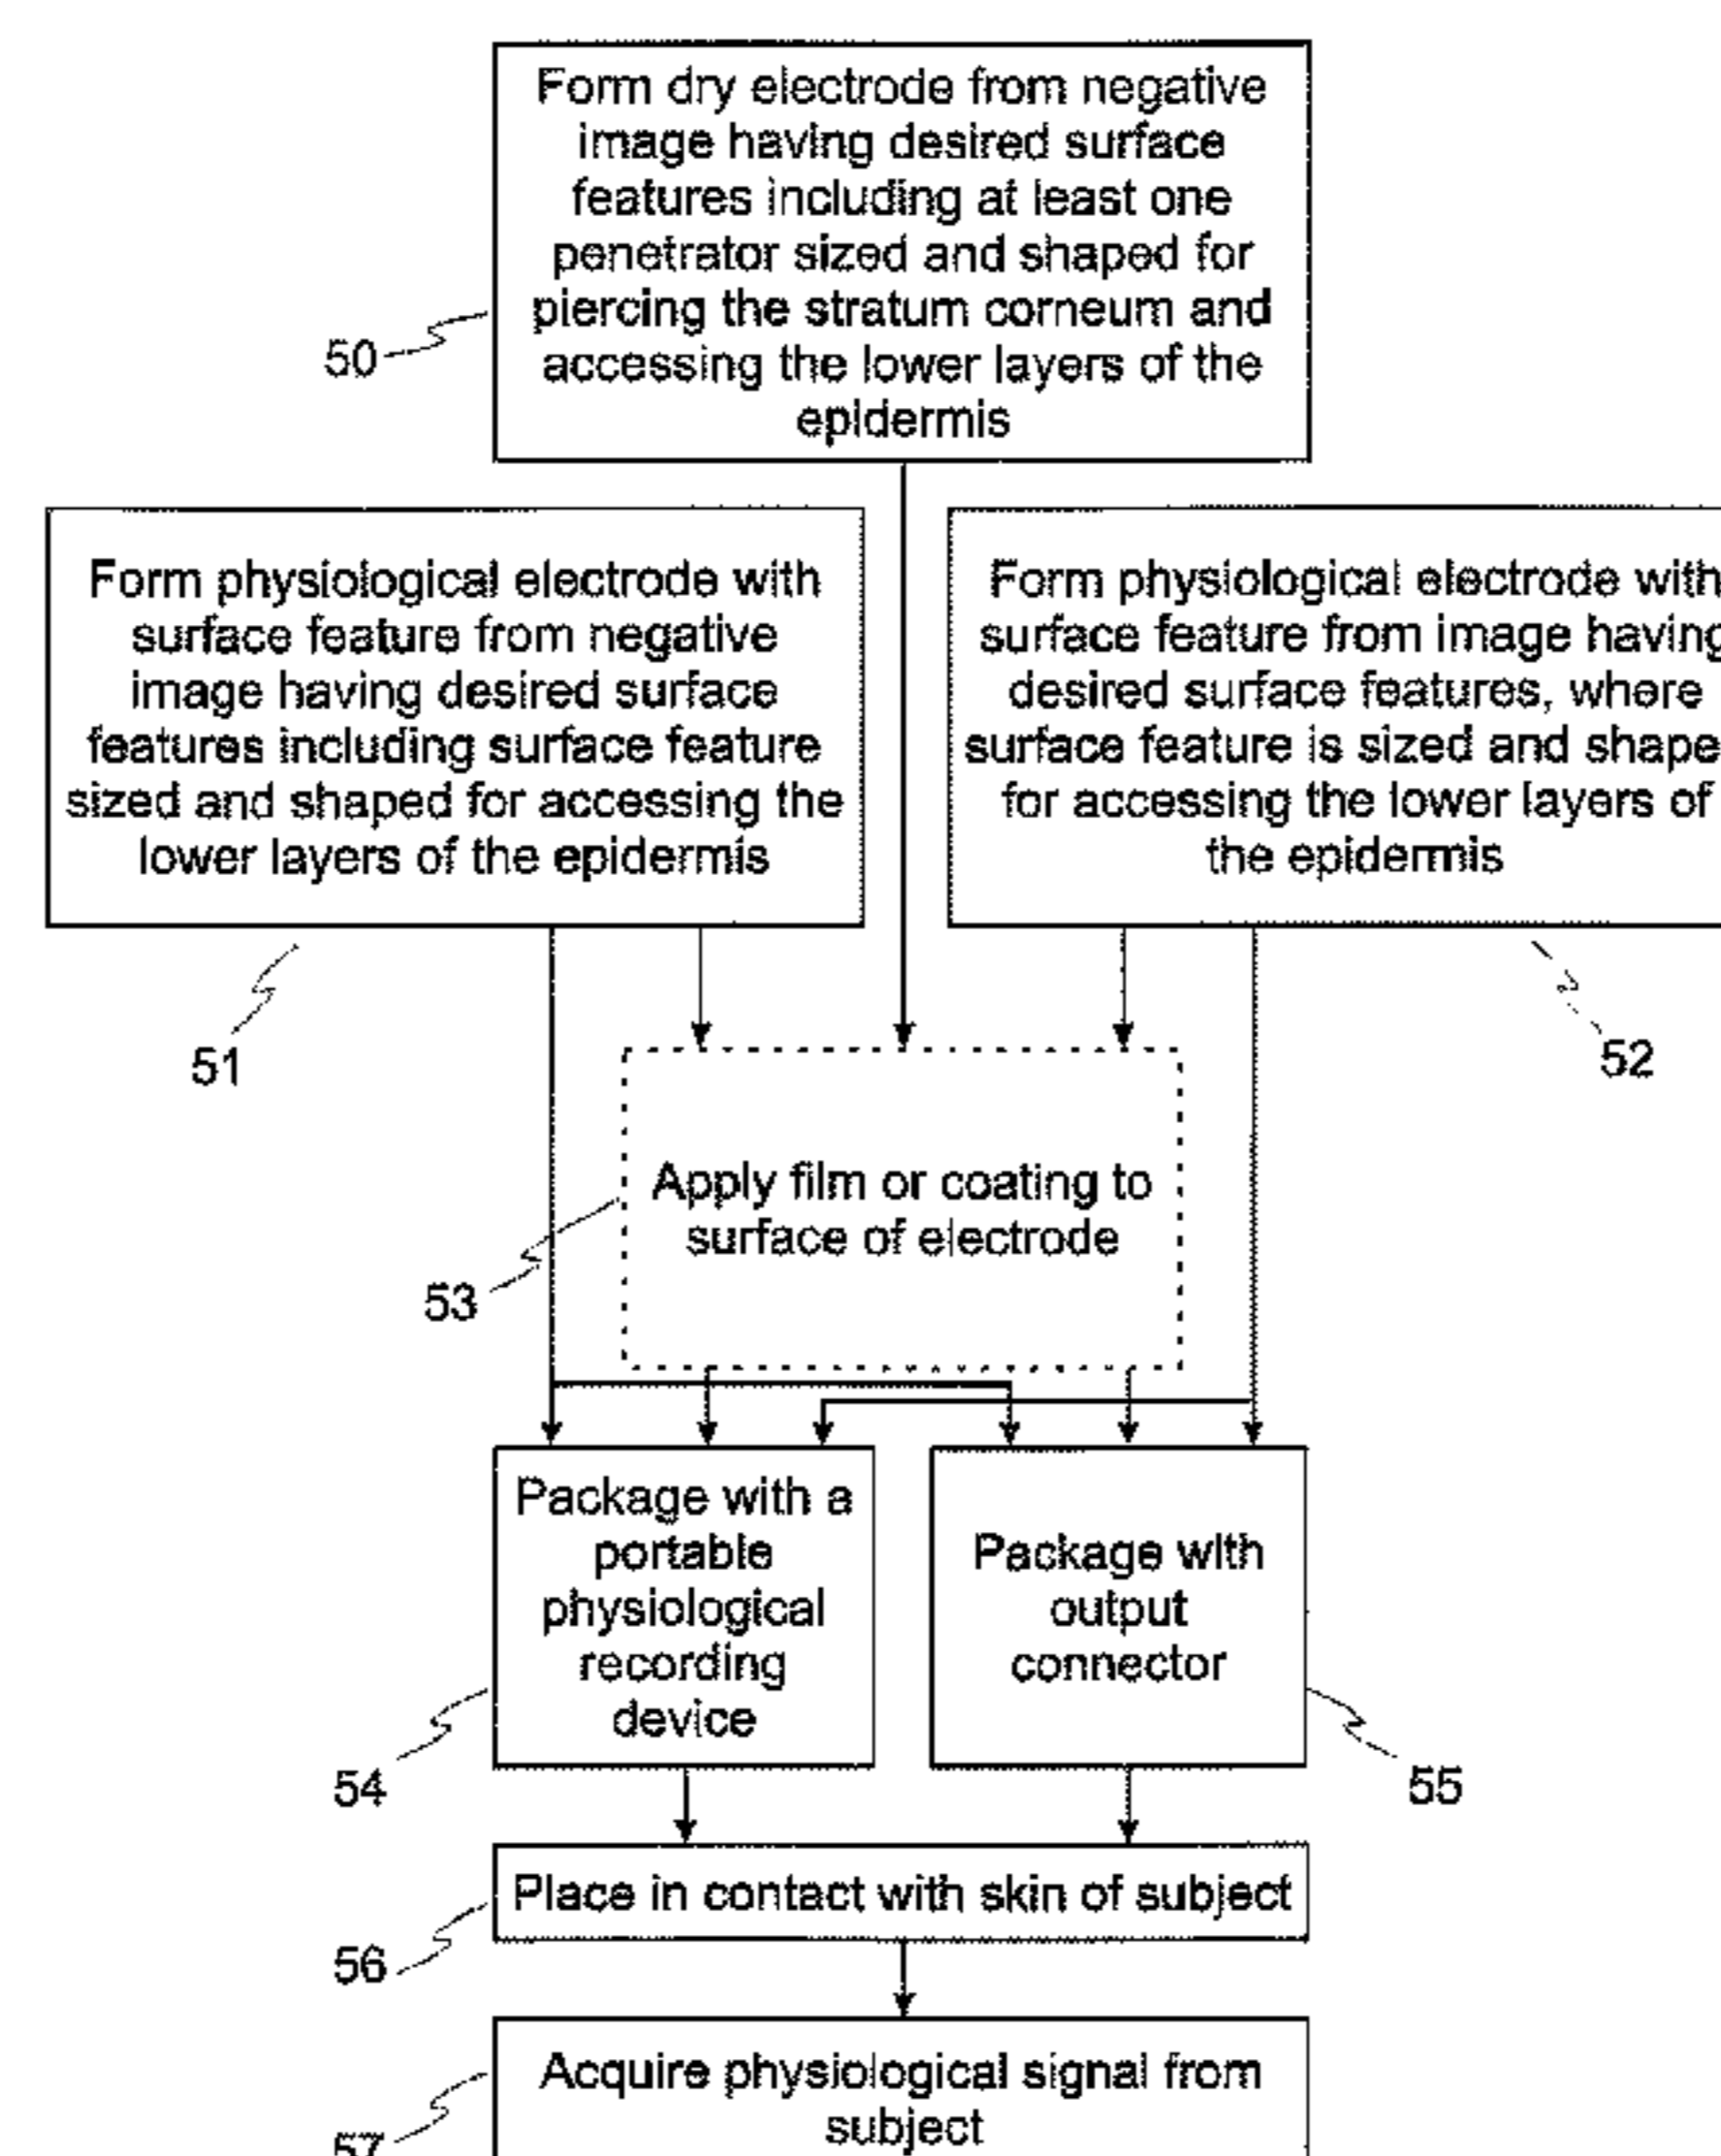 Form dry electrode from negative
image having desired surface
features including at least one
penetrator sized and shaped for
piercing the stratum corneum and
accessing the lower layers of the
epidermis
50
Form physiological electrode with
surface feature from negative
image having desired surface
features including surface feature
sized and shaped for accessing the
lower layers of the epidermis
51
Form physiological electrode with
surface feature from image having
desired surface features, where
surface feature is sized and shape
for accessing the lower layers of
the epidermis
52
Apply film or coating to
surface of electrode
53
Package with a
portable
physiological
recording
device
54
Package with
output
connector
55
Place in contact with skin of subject
56
Acquire physiological signal from
subject
57